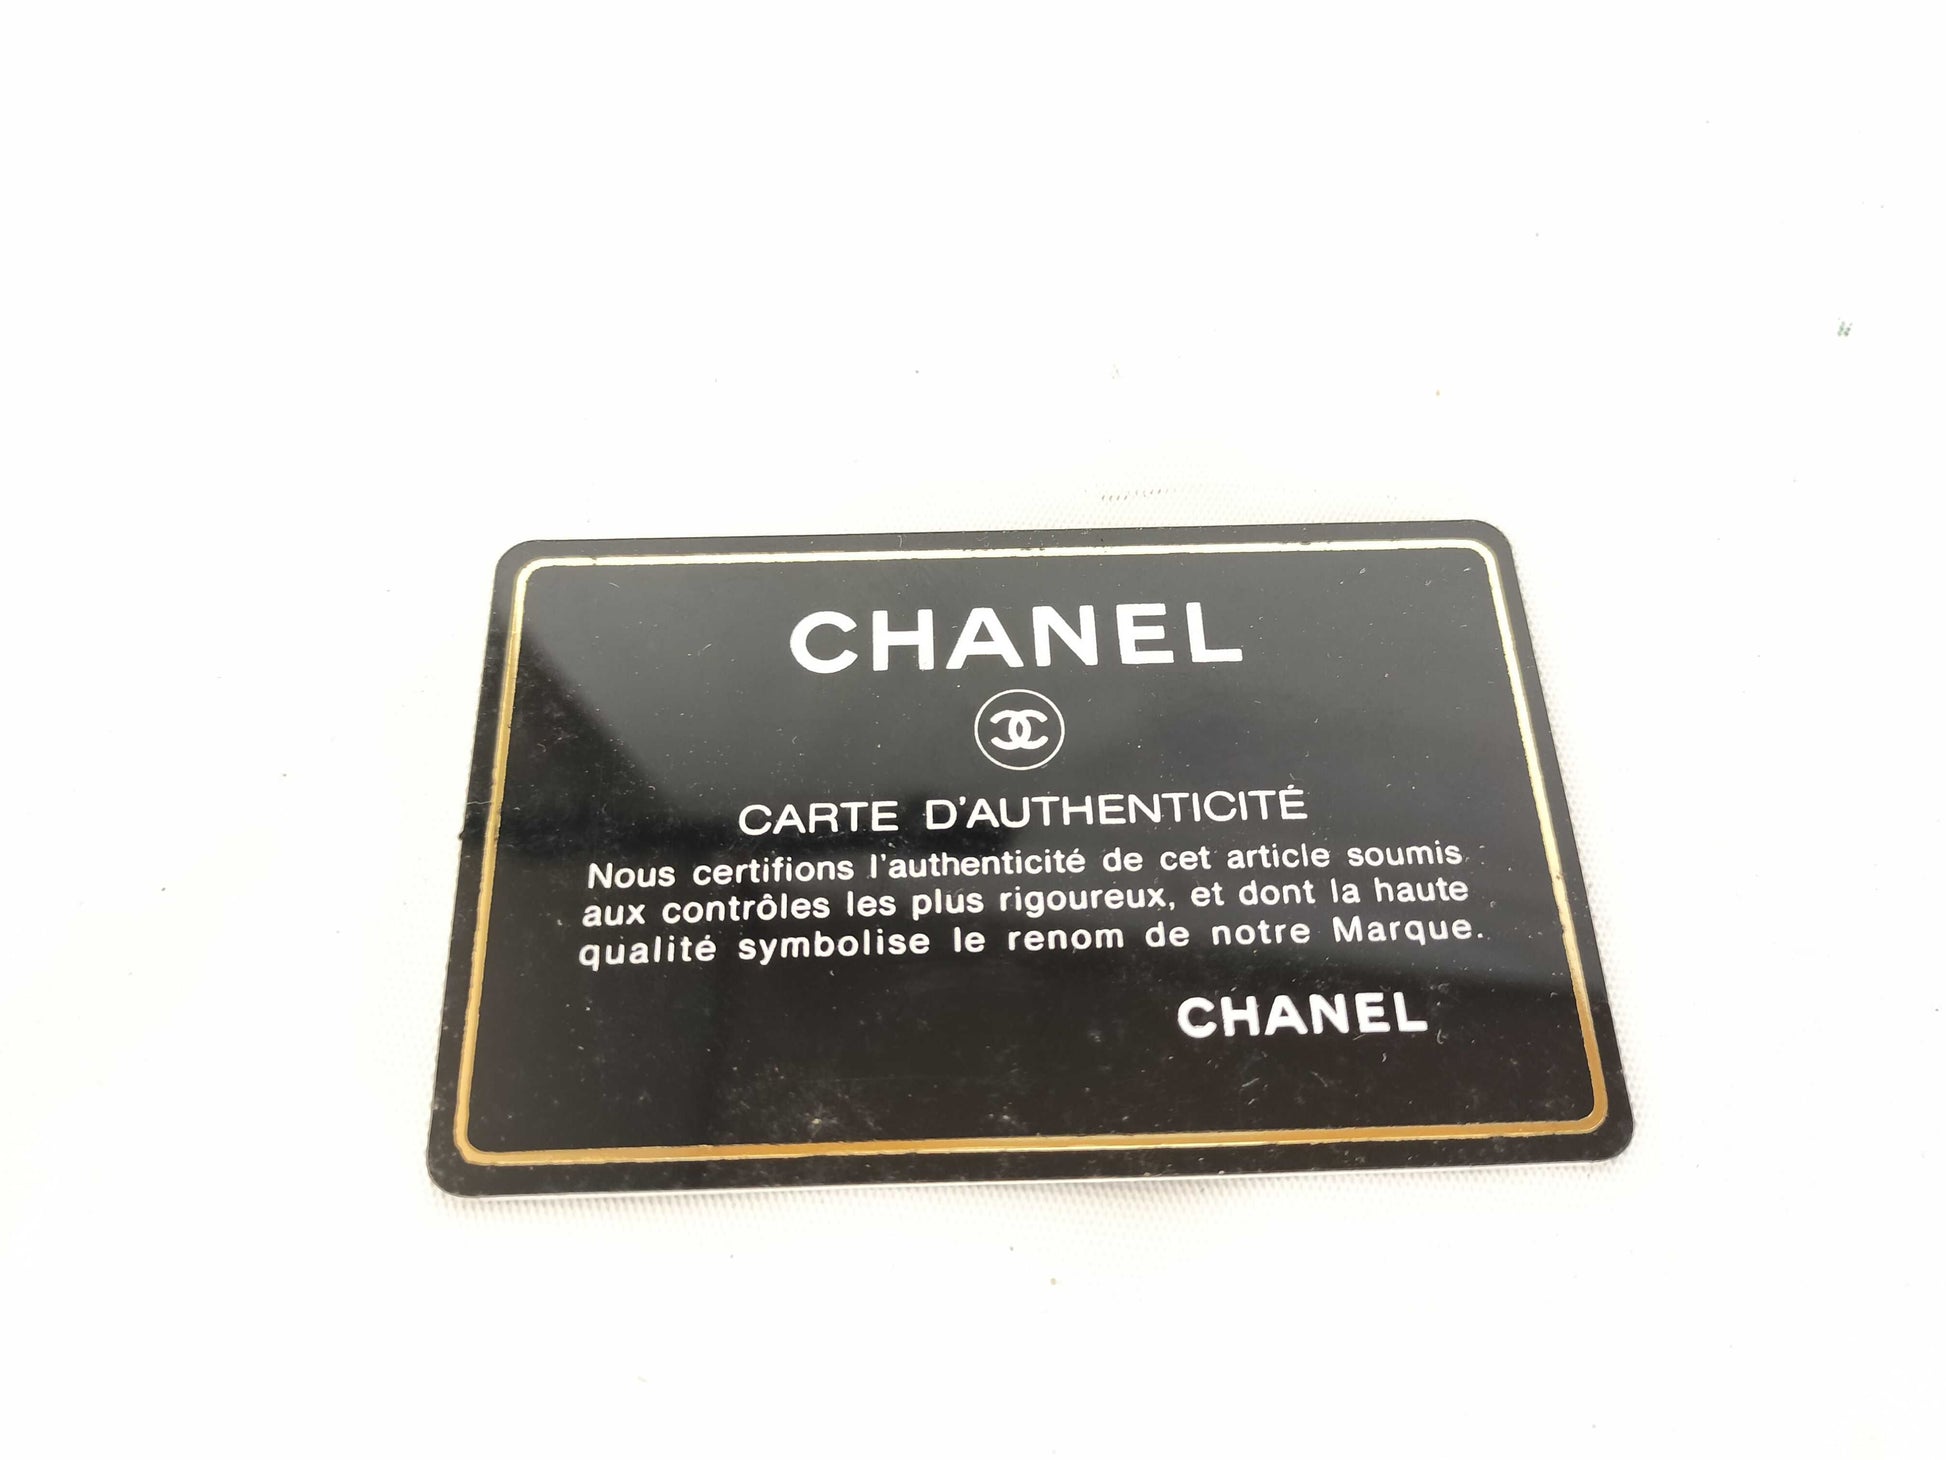 CHANEL
CARTE D'AUTHENTICITÉ
Nous certifions l'authenticité de cet article soumis
aux contrôles les plus rigoureux, et dont la haute
qualité symbolise le renom de notre Marque.
CHANEL